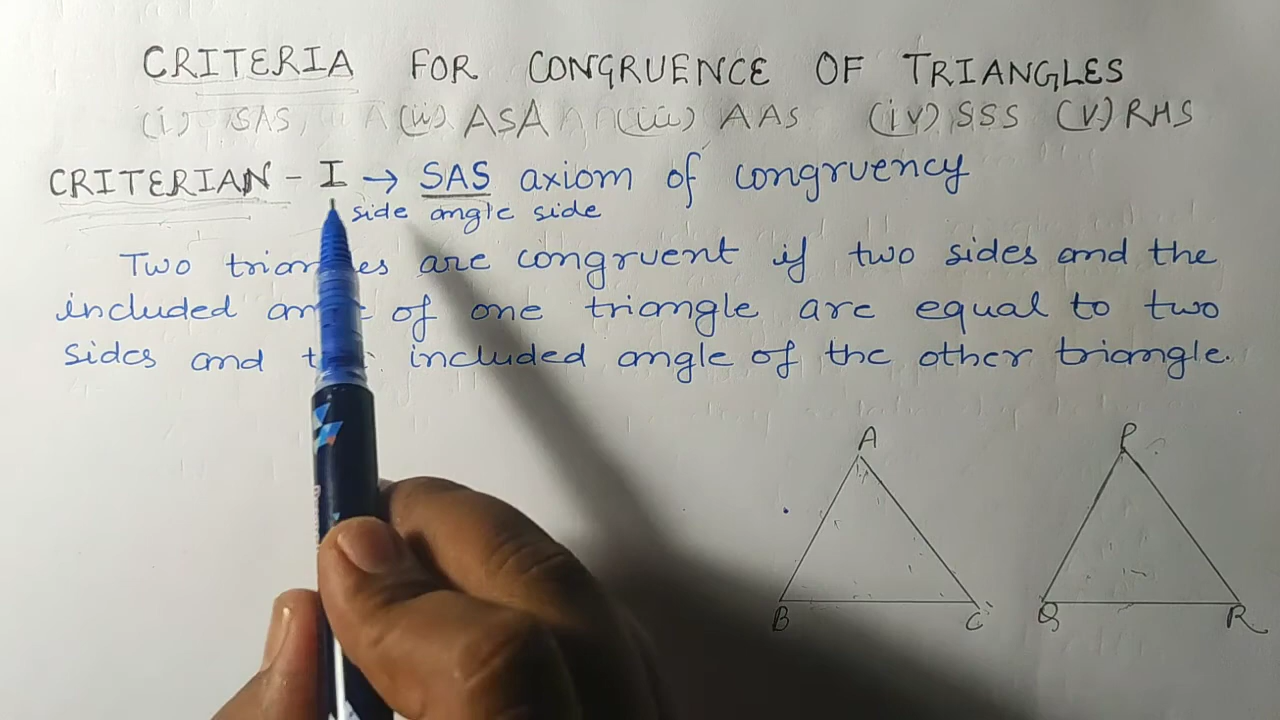 CRITERIA FOR CONGRUENCE OF TRIANGLES
(i) SAS (ii) ASA (iii) AAS (iv) SSS (v) RHS
CRITERIAN - I → SAS axiom of congruency
side angle side
Two triangles are congruent if two sides and the
included of one triangle are equal to two
sides and included angle of the other triangle.
A P
B C Q R